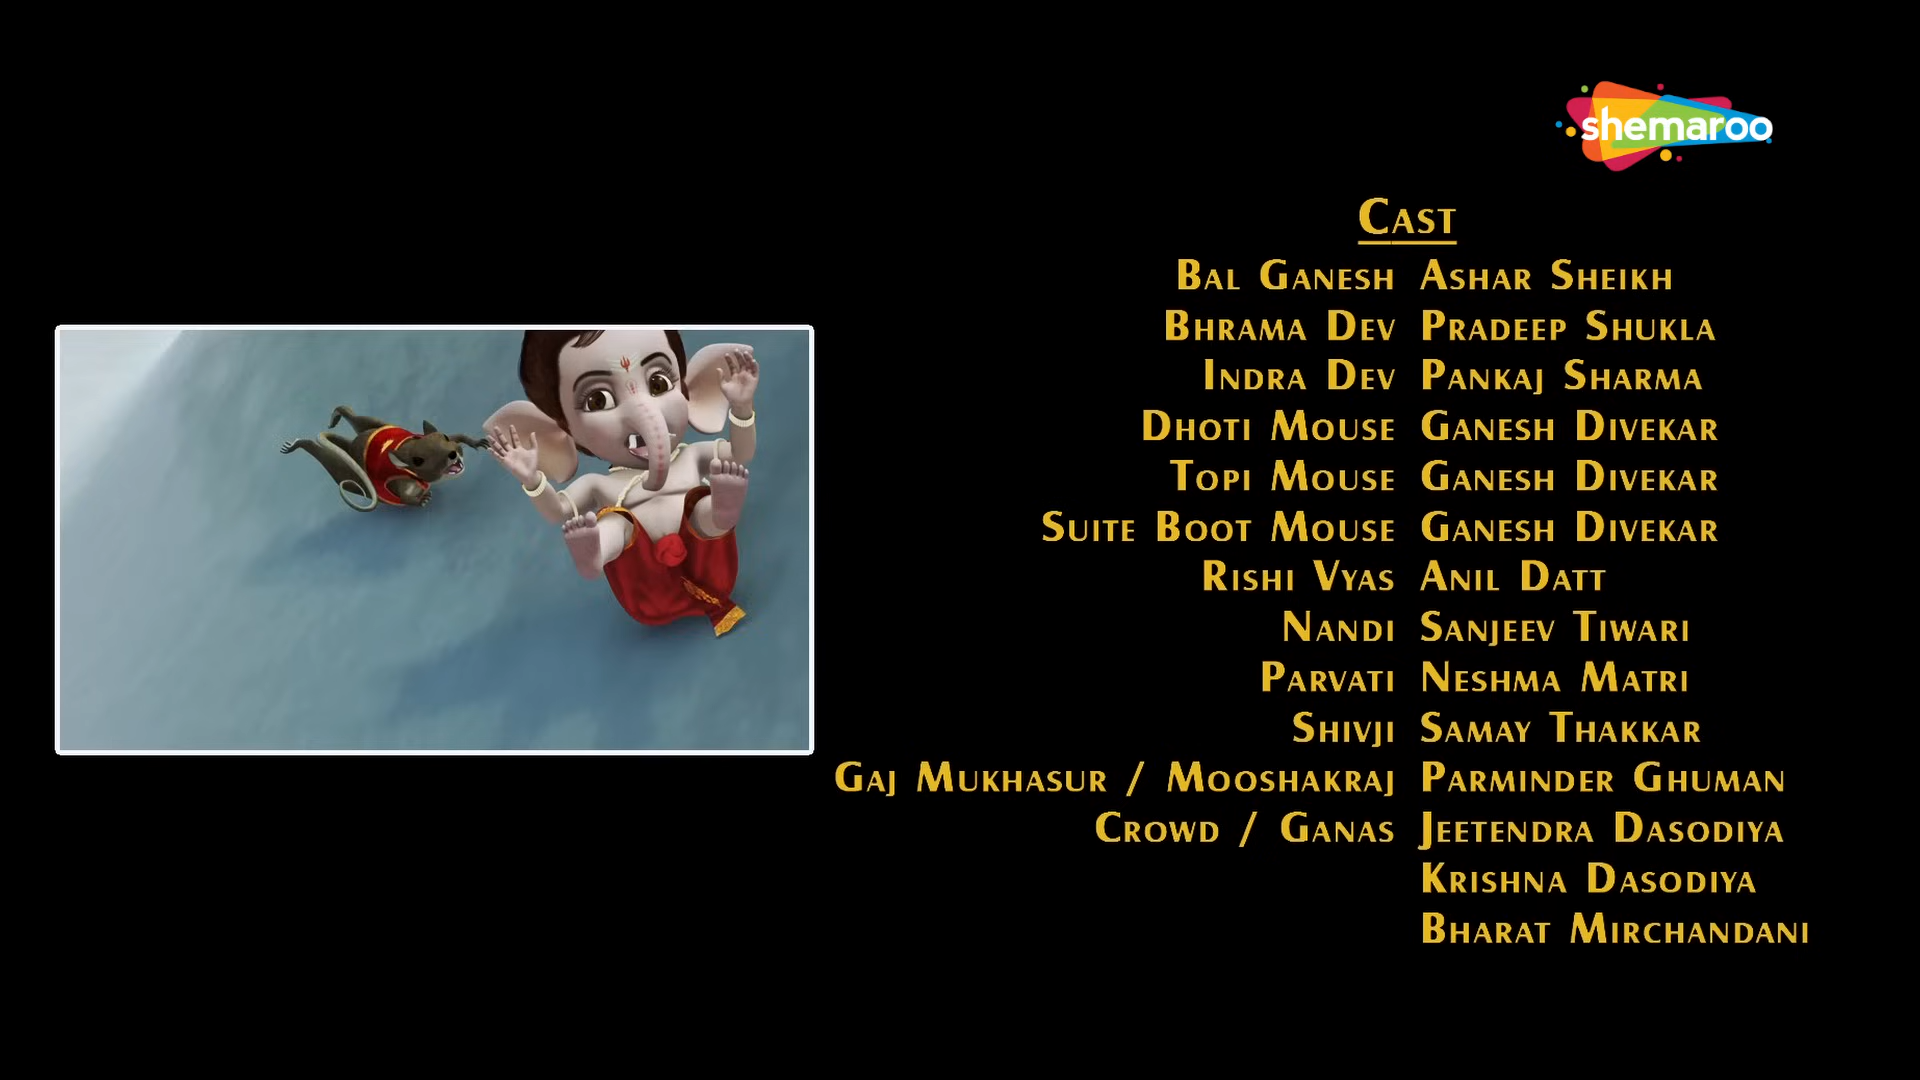 shemaroo
Cast
Bal Ganesh Ashar Sheikh
Bhrama Dev Pradeep Shukla
Indra Dev Pankaj Sharma
Dhoti Mouse Ganesh Divekar
Topi Mouse Ganesh Divekar
Suite Boot Mouse Ganesh Divekar
Rishi Vyas Anil Datt
Nandi Sanjeev Tiwari
Parvati Neshma Matri
Shivji Samay Thakkar
Gaj Mukhasur / Mooshakraj Parminder Ghuman
Crowd / Ganas Jeetendra Dasodiya
Krishna Dasodiya
Bharat Mirchandani